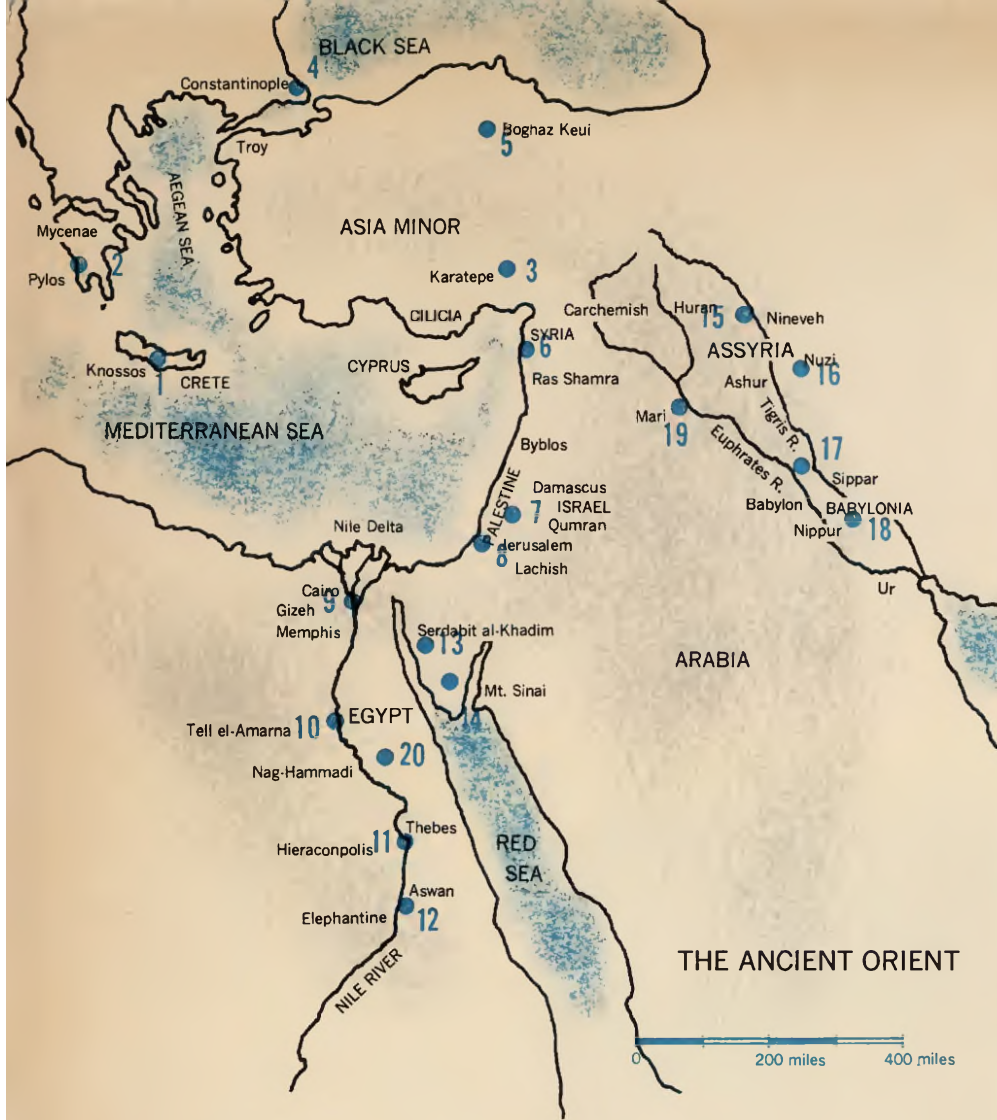 BLACK SEA
4
Constantinople
Troy
Boghaz Keui
5
AEGEAN SEA
ASIA MINOR
Mycenae
2
Pylos
Karatepe
3
CILICIA
Carchemish
Huran
15
Nineveh
SYRIA
6
ASSYRIA
Nuzi
16
Knossos
1
CRETE
CYPRUS
Ras Shamra
Ashur
Mari
19
Tigris R.
MEDITERRANEAN SEA
Byblos
Euphrates R.
17
Sippar
PALESTINE
Damascus
7
ISRAEL
Qumran
Babylon
BABYLONIA
Nippur
18
Nile Delta
8
Jerusalem
Lachish
Ur
Cairo
9
Gizeh
Memphis
Serdabit al-Khadim
13
ARABIA
Mt. Sinai
14
Tell el-Amarna
10
EGYPT
20
Nag-Hammadi
Thebes
11
Hieraconpolis
RED
SEA
Aswan
Elephantine
12
NILE RIVER
THE ANCIENT ORIENT
0
200 miles
400 miles